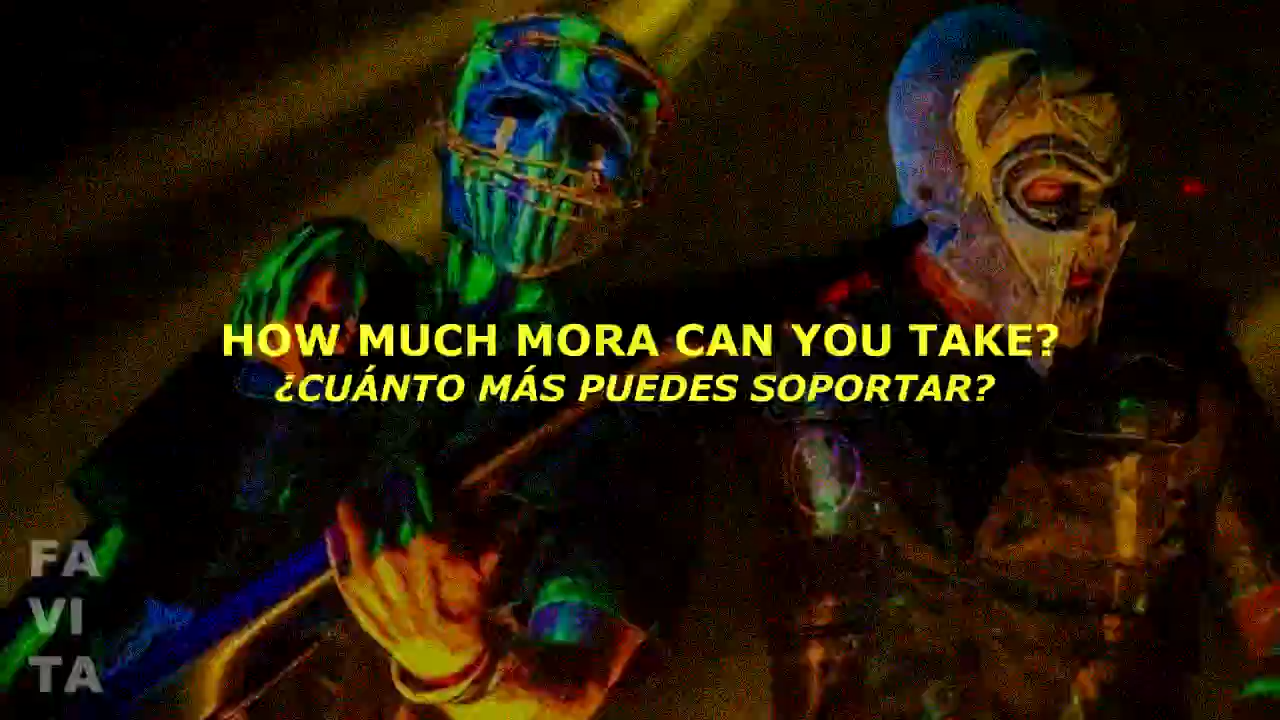 HOW MUCH MORA CAN YOU TAKE?
¿CUÁNTO MÁS PUEDES SOPORTAR?
FA
VI
TA